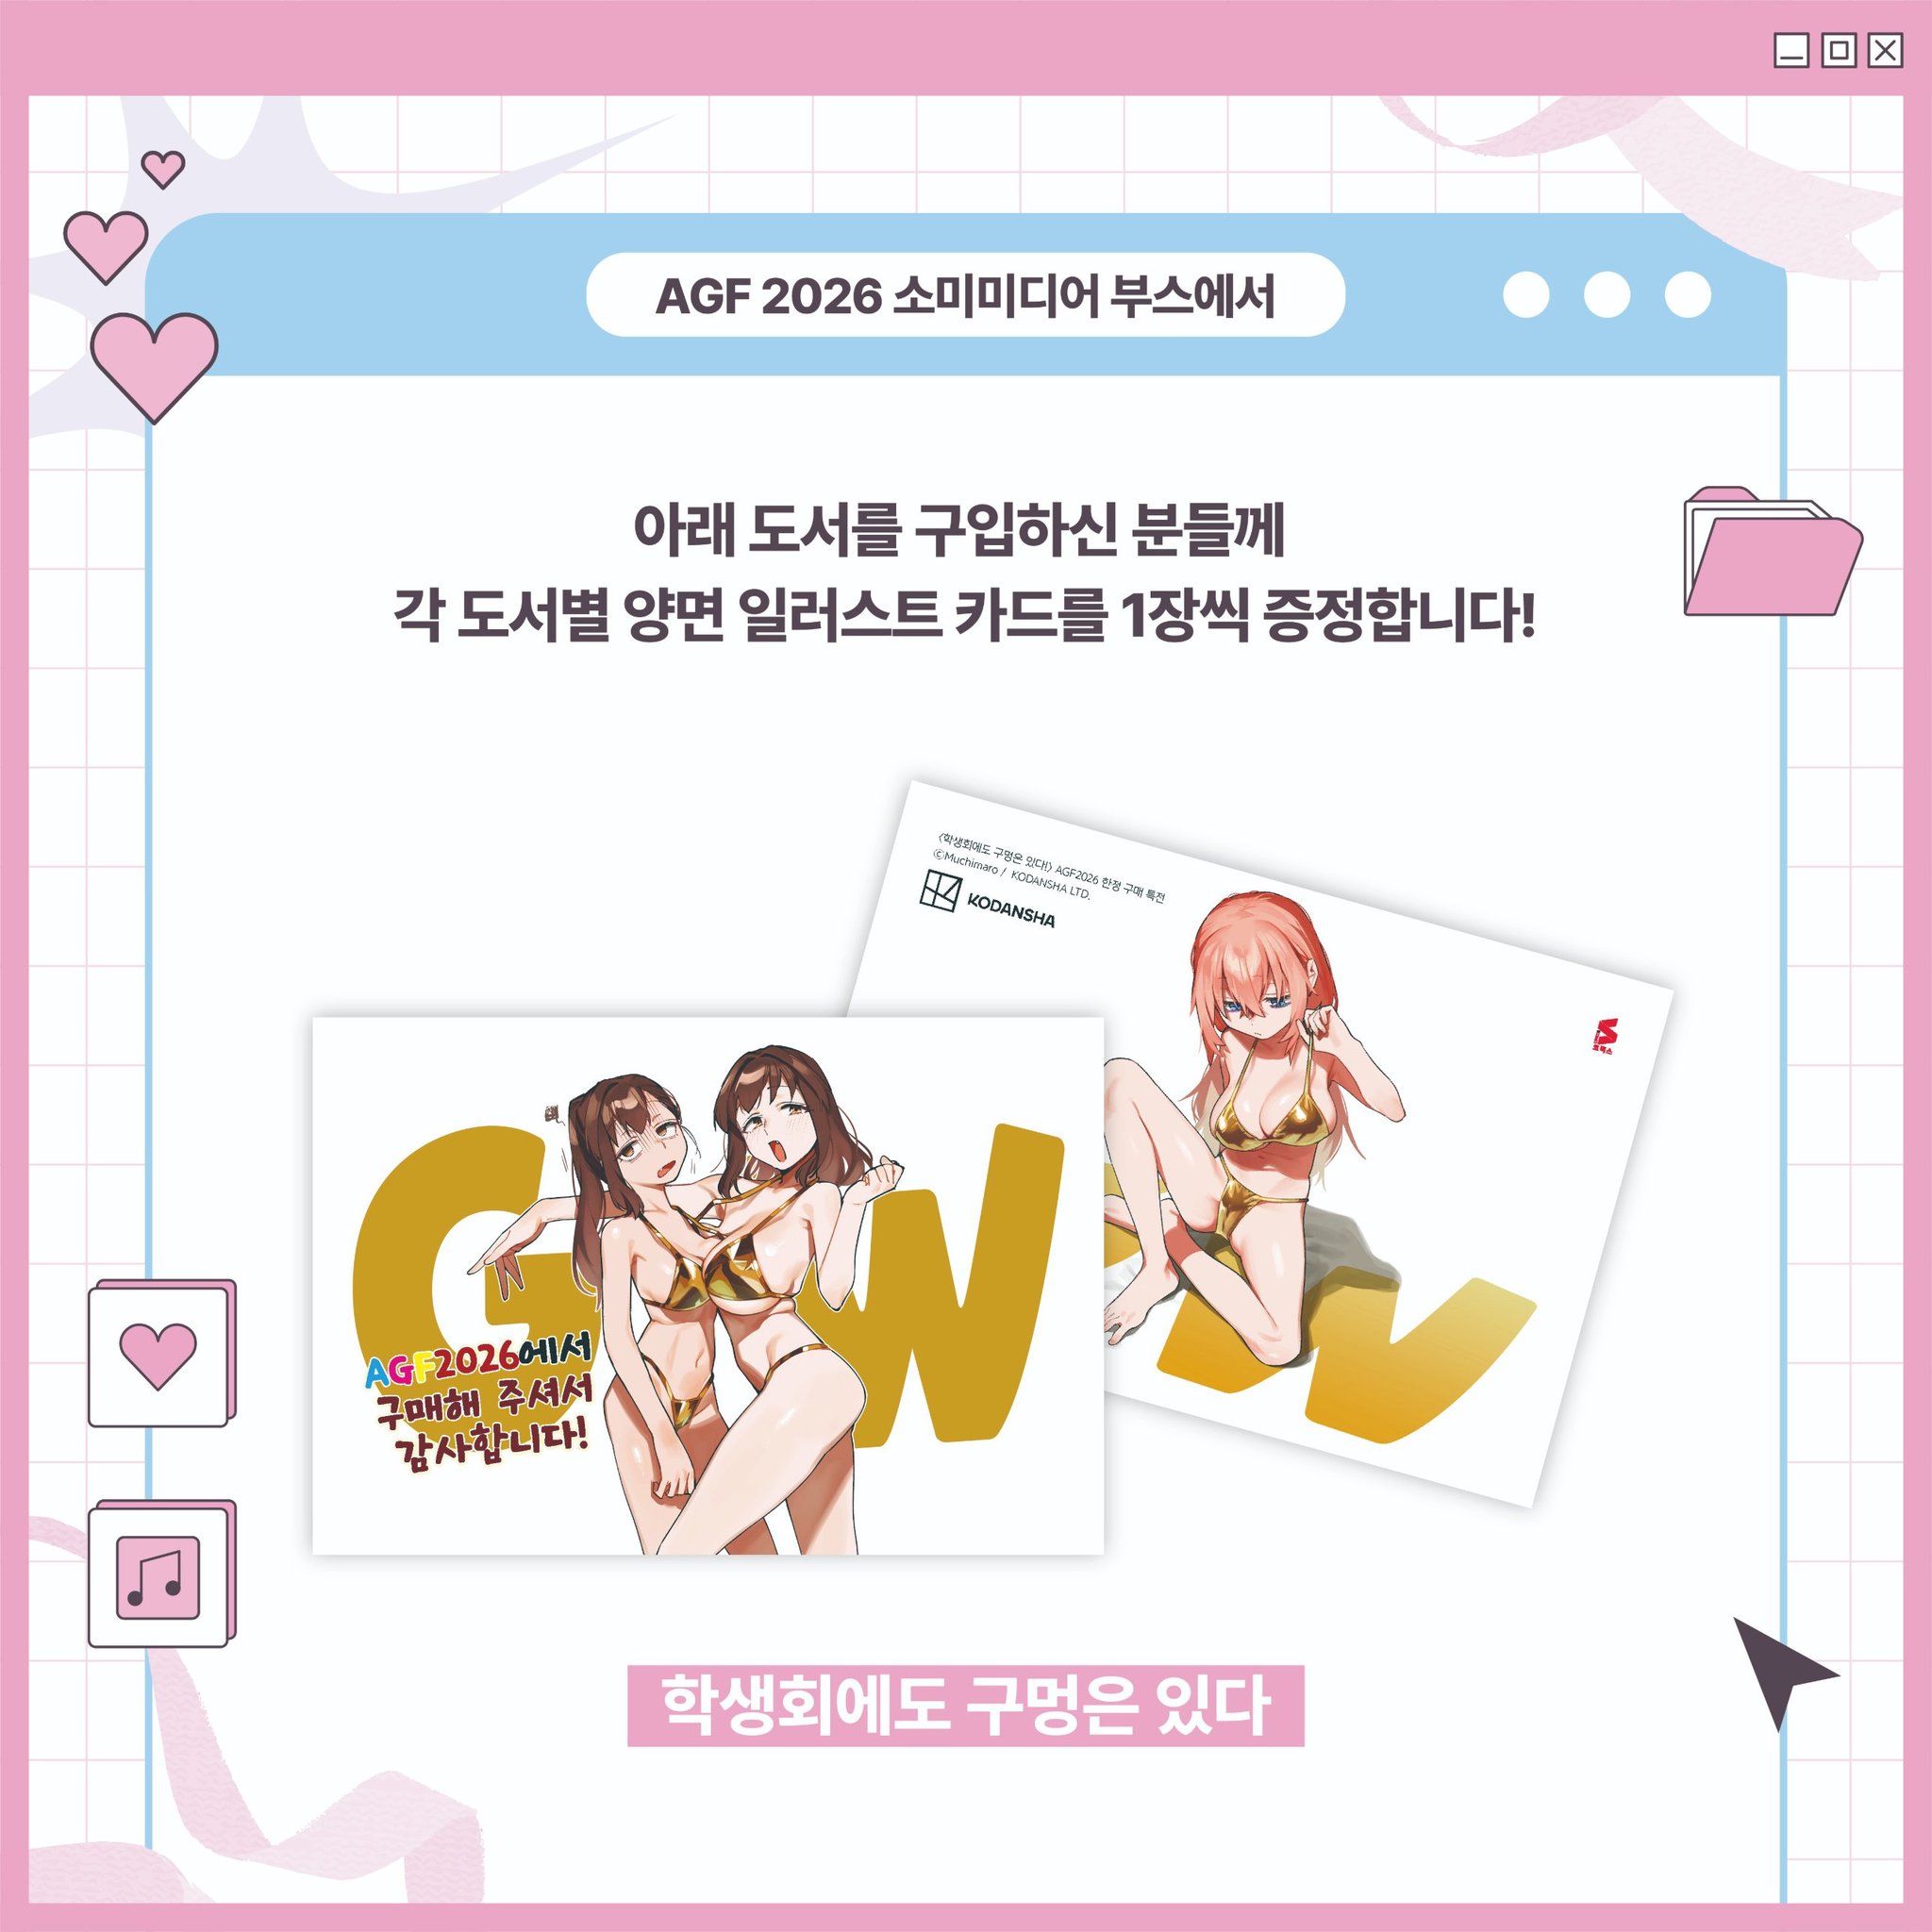 AGF 2026 소미미디어 부스에서
아래 도서를 구입하신 분들께
각 도서별 양면 일러스트 카드를 1장씩 증정합니다!
<학생회에도 구멍은 있다!> AGF2026 한정 구매 특전
©Muchimaro / KODANSHA LTD.
KODANSHA
GW
AGF2026에서
구매해 주셔서
감사합니다!
학생회에도 구멍은 있다